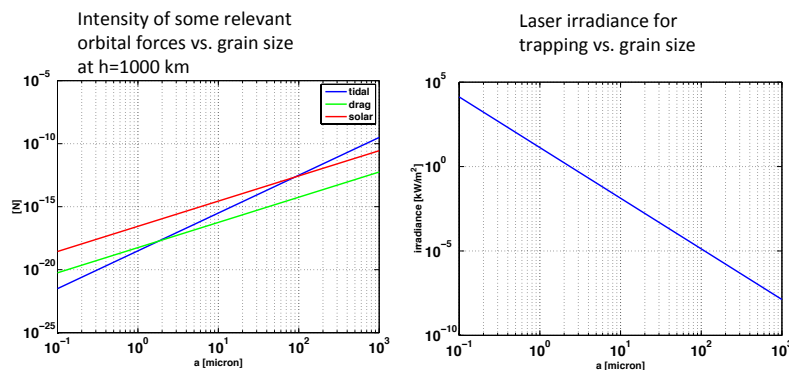 Intensity of some relevant
orbital forces vs. grain size
at h=1000 km
10^-5
10^-10
10^-15
10^-20
10^-25
[N]
tidal
drag
solar
10^-1
10^0
10^1
10^2
10^3
a [micron]
Laser irradiance for
trapping vs. grain size
10^5
10^0
10^-5
10^-10
irradiance [kW/m^2]
10^-1
10^0
10^1
10^2
10^3
a [micron]